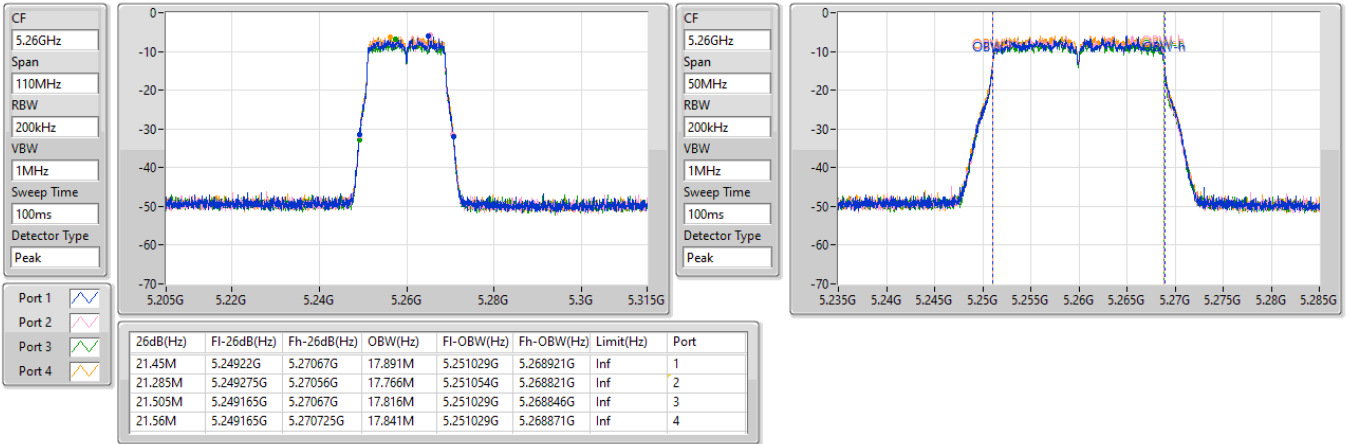 CF
5.26GHz
Span
110MHz
RBW
200kHz
VBW
1MHz
Sweep Time
100ms
Detector Type
Peak
0
-10
-20
-30
-40
-50
-60
-70
5.205G 5.22G 5.24G 5.26G 5.28G 5.3G 5.315G
CF
5.26GHz
Span
50MHz
RBW
200kHz
VBW
1MHz
Sweep Time
100ms
Detector Type
Peak
0
-10
-20
-30
-40
-50
-60
-70
5.235G 5.24G 5.245G 5.25G 5.255G 5.26G 5.265G 5.27G 5.275G 5.28G 5.285G
Port 1
Port 2
Port 3
Port 4
26dB(Hz) Fl-26dB(Hz) Fh-26dB(Hz) OBW(Hz) Fl-OBW(Hz) Fh-OBW(Hz) Limit(Hz) Port
21.45M 5.24922G 5.27067G 17.891M 5.251029G 5.268921G Inf 1
21.285M 5.249275G 5.27056G 17.766M 5.251054G 5.268821G Inf 2
21.505M 5.249165G 5.27067G 17.816M 5.251029G 5.268846G Inf 3
21.56M 5.249165G 5.270725G 17.841M 5.251029G 5.268871G Inf 4